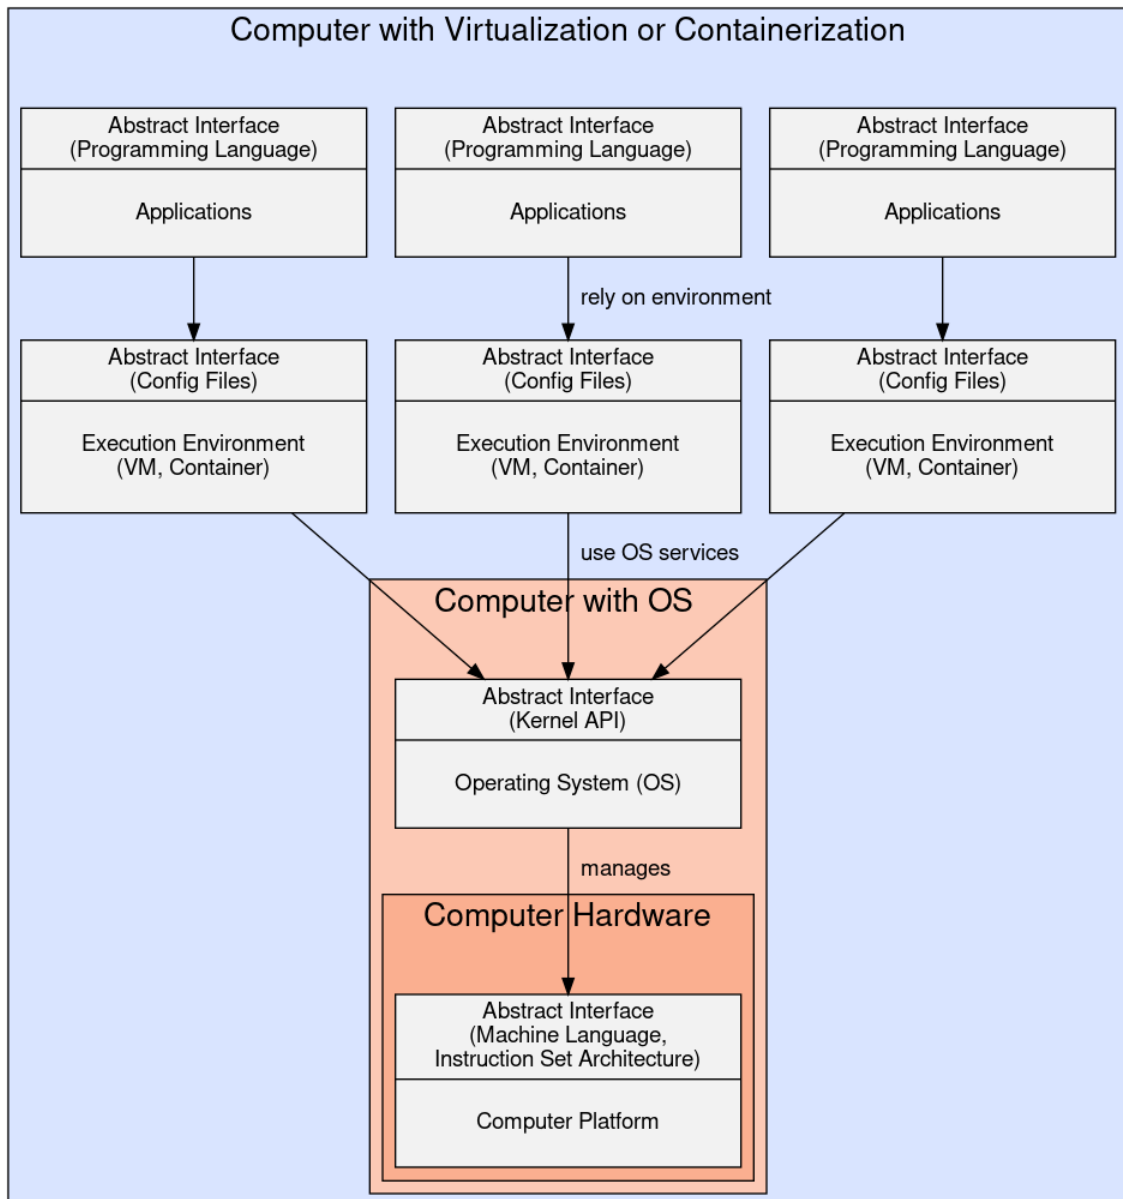 Computer with Virtualization or Containerization
Abstract Interface
(Programming Language)
Applications
Abstract Interface
(Programming Language)
Applications
Abstract Interface
(Programming Language)
Applications
rely on environment
Abstract Interface
(Config Files)
Execution Environment
(VM, Container)
Abstract Interface
(Config Files)
Execution Environment
(VM, Container)
Abstract Interface
(Config Files)
Execution Environment
(VM, Container)
use OS services
Computer with OS
Abstract Interface
(Kernel API)
Operating System (OS)
manages
Computer Hardware
Abstract Interface
(Machine Language,
Instruction Set Architecture)
Computer Platform